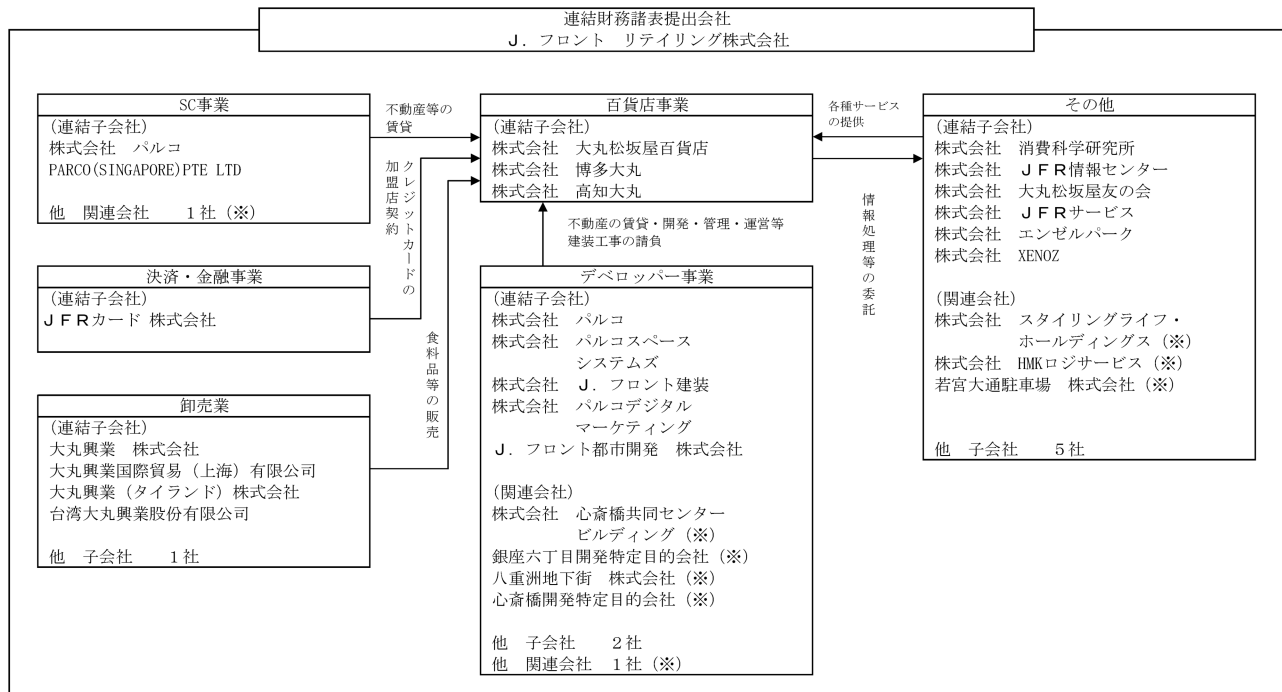 連結財務諸表提出会社
J．フロント　リテイリング株式会社
SC事業
(連結子会社)
株式会社　パルコ
PARCO(SINGAPORE)PTE LTD
他　関連会社　　1社（※）
決済・金融事業
(連結子会社)
JFRカード 株式会社
卸売業
(連結子会社)
大丸興業　株式会社
大丸興業国際貿易（上海）有限公司
大丸興業（タイランド）株式会社
台湾大丸興業股份有限公司
他　子会社　　1社
不動産等の
賃貸
クレジットカードの
加盟店契約
食料品等の販売
百貨店事業
(連結子会社)
株式会社　大丸松坂屋百貨店
株式会社　博多大丸
株式会社　高知大丸
不動産の賃貸・開発・管理・運営等
建装工事の請負
デベロッパー事業
(連結子会社)
株式会社　パルコ
株式会社　パルコスペース
システムズ
株式会社　J．フロント建装
株式会社　パルコデジタル
マーケティング
J．フロント都市開発　株式会社
(関連会社)
株式会社　心斎橋共同センター
ビルディング（※）
銀座六丁目開発特定目的会社（※）
八重洲地下街　株式会社（※）
心斎橋開発特定目的会社（※）
他　子会社　　2社
他　関連会社　1社（※）
各種サービス
の提供
情報処理等の委託
その他
(連結子会社)
株式会社　消費科学研究所
株式会社　JFR情報センター
株式会社　大丸松坂屋友の会
株式会社　JFRサービス
株式会社　エンゼルパーク
株式会社　XENOZ
(関連会社)
株式会社　スタイリングライフ・
ホールディングス（※）
株式会社　HMKロジサービス（※）
若宮大通駐車場　株式会社（※）
他　子会社　　5社